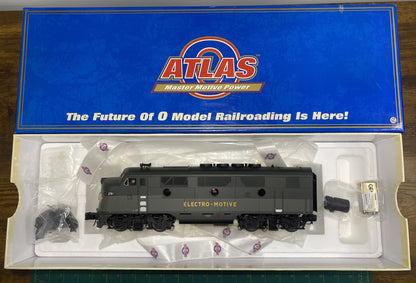 ATLAS
Master Motive Power
The Future Of O Model Railroading Is Here!
ELECTRO-MOTIVE